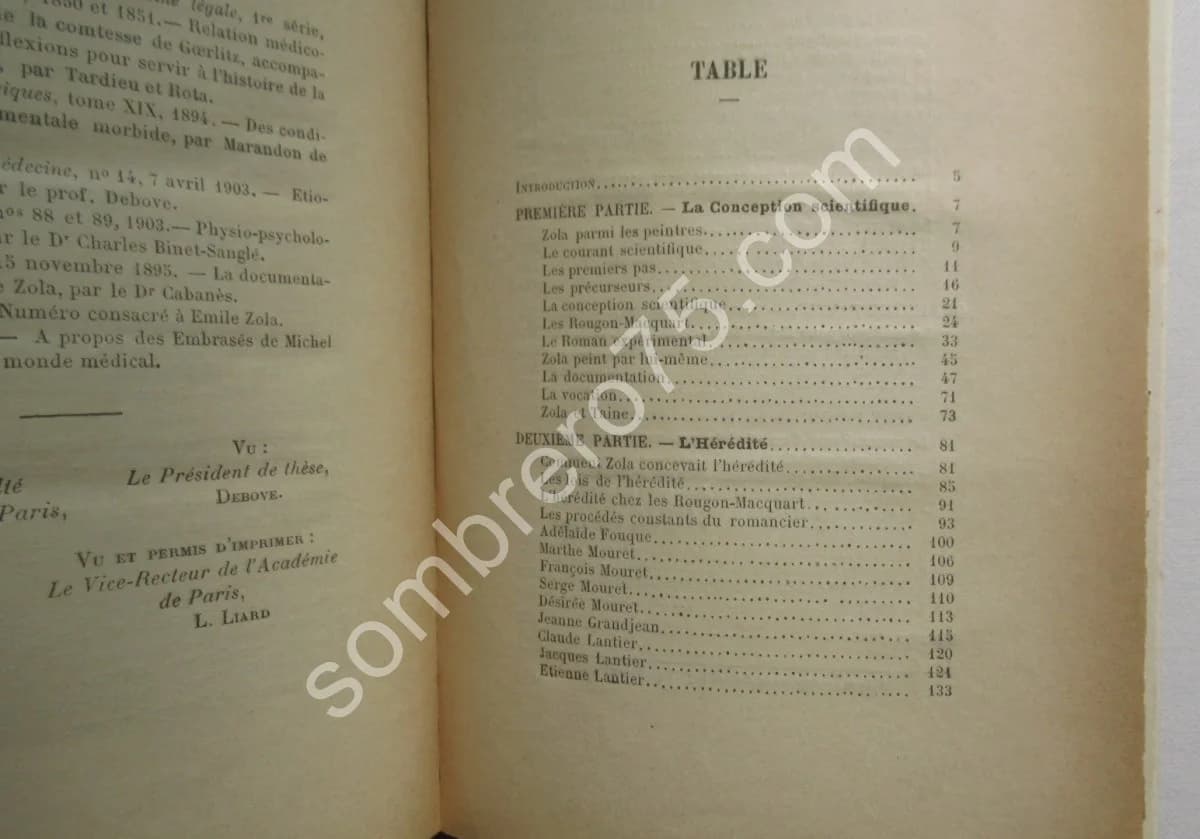 légale, 1re série,
1850 et 1851. — Relation médico-
la comtesse de Gœrlitz, accompa-
flexions pour servir à l'histoire de la
par Tardieu et Rota.
tome XIX, 1894. — Des condi-
mentale morbide, par Marandon de
édecine, no 14, 7 avril 1903. — Etio-
r le prof. Debove.
nos 88 et 89, 1903. — Physio-psycholo-
ar le Dr Charles Binet-Sanglé.
15 novembre 1895. — La documenta-
e Zola, par le Dr Cabanès.
Numéro consacré à Emile Zola.
— A propos des Embrasés de Michel
monde médical.
Vu :
Le Président de thèse,
Debove.
Paris,
Vu et permis d'imprimer :
Le Vice-Recteur de l'Académie
de Paris,
L. Liard
TABLE
Introduction. 5
PREMIÈRE PARTIE. — La Conception scientifique. 7
Zola parmi les peintres. 7
Le courant scientifique. 9
Les premiers pas. 11
Les précurseurs. 16
La conception scientifique. 21
Les Rougon-Macquart. 24
Le Roman expérimental. 33
Zola peint par lui-même. 45
La documentation. 47
La vocation. 71
Zola et Taine. 73
DEUXIÈME PARTIE. — L'Hérédité. 81
Comment Zola concevait l'hérédité. 81
Les lois de l'hérédité. 85
L'hérédité chez les Rougon-Macquart. 91
Les procédés constants du romancier. 93
Adélaïde Fouque. 100
Marthe Mouret. 106
François Mouret. 109
Serge Mouret. 110
Désirée Mouret. 113
Jeanne Grandjean. 115
Claude Lantier. 120
Jacques Lantier. 121
Etienne Lantier. 133
sombrero75.com